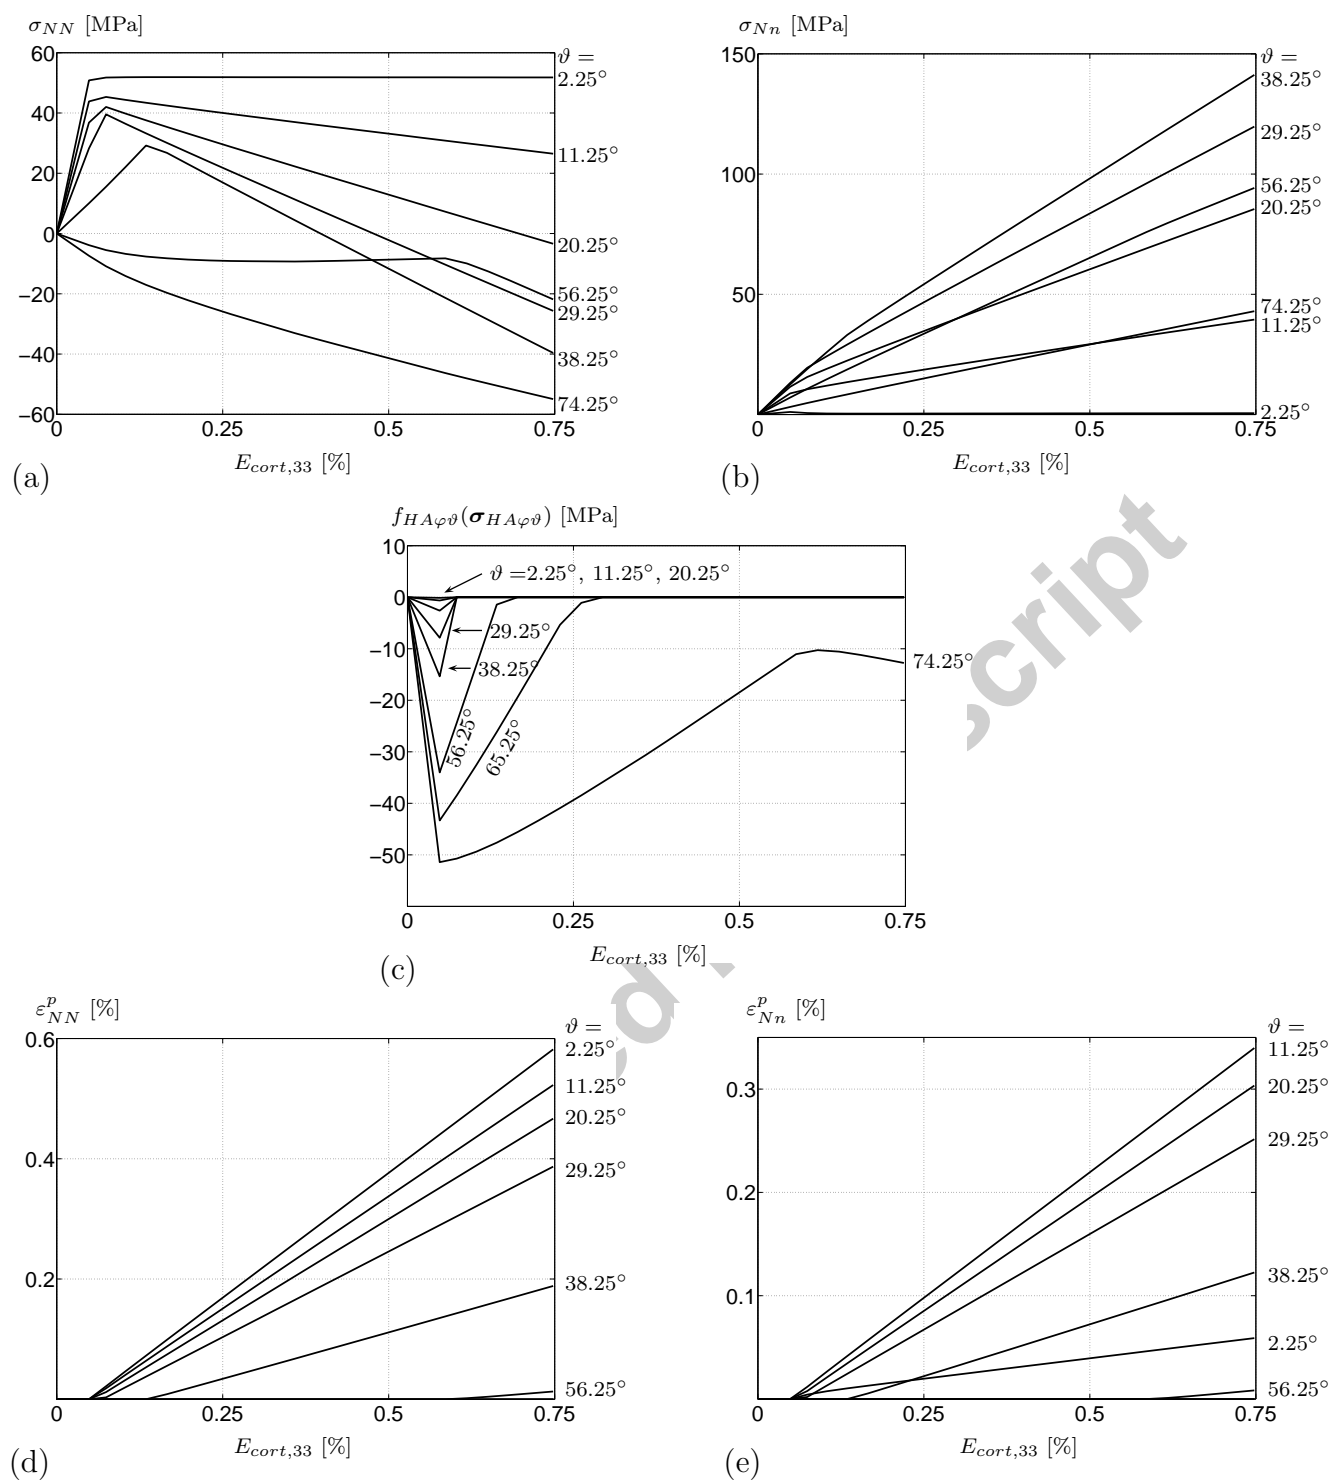 σ_NN [MPa]
60
40
20
0
−20
−40
−60
0 0.25 0.5 0.75
E_cort,33 [%]
ϑ =
2.25°
11.25°
20.25°
56.25°
29.25°
38.25°
74.25°
(a)
σ_Nn [MPa]
150
100
50
0 0.25 0.5 0.75
E_cort,33 [%]
ϑ =
38.25°
29.25°
56.25°
20.25°
74.25°
11.25°
2.25°
(b)
f_HAφϑ(σ_HAφϑ) [MPa]
10
0
−10
−20
−30
−40
−50
0 0.25 0.5 0.75
E_cort,33 [%]
ϑ =2.25°, 11.25°, 20.25°
29.25°
38.25°
56.25°
65.25°
74.25°
(c)
cript
ed
ε^p_NN [%]
0.6
0.4
0.2
0 0.25 0.5 0.75
E_cort,33 [%]
ϑ =
2.25°
11.25°
20.25°
29.25°
38.25°
56.25°
(d)
ε^p_Nn [%]
0.3
0.2
0.1
0 0.25 0.5 0.75
E_cort,33 [%]
ϑ =
11.25°
20.25°
29.25°
38.25°
2.25°
56.25°
(e)